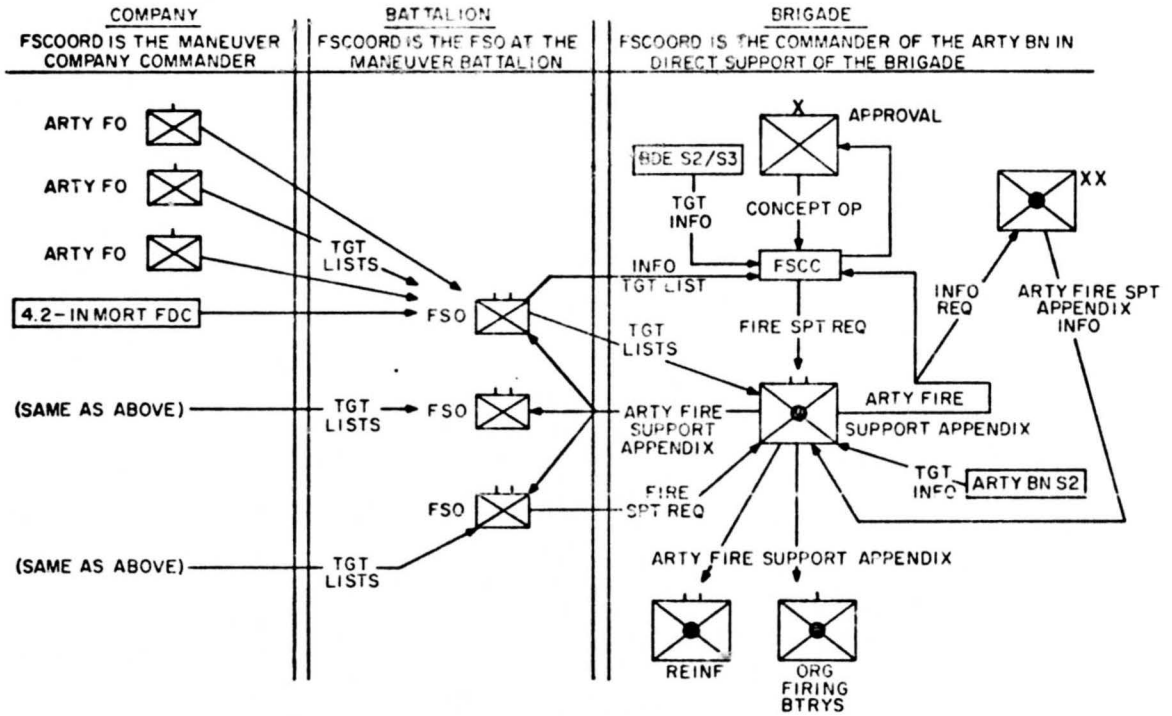 COMPANY
FSCOORD IS THE MANEUVER
COMPANY COMMANDER
BATTALION
FSCOORD IS THE FSO AT THE
MANEUVER BATTALION
BRIGADE
FSCOORD IS THE COMMANDER OF THE ARTY BN IN
DIRECT SUPPORT OF THE BRIGADE
ARTY FO
ARTY FO
ARTY FO
4.2-IN MORT FDC
(SAME AS ABOVE)
(SAME AS ABOVE)
TGT
LISTS
FSO
TGT
LISTS
FSO
FSO
TGT
LISTS
X
APPROVAL
BDE S2/S3
TGT
INFO
CONCEPT OP
FSCC
INFO
TGT LIST
FIRE SPT REQ
TGT
LISTS
XX
INFO
REQ
ARTY FIRE SPT
APPENDIX
INFO
ARTY FIRE
SUPPORT APPENDIX
ARTY FIRE
SUPPORT
APPENDIX
TGT
INFO
ARTY BN S2
FIRE
SPT REQ
ARTY FIRE SUPPORT APPENDIX
REINF
ORG
FIRING
BTRYS